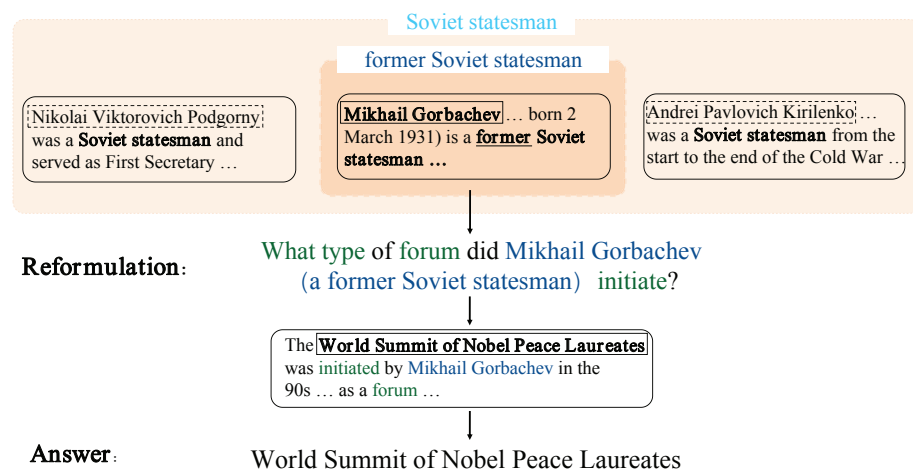 Soviet statesman
former Soviet statesman
Nikolai Viktorovich Podgorny
was a Soviet statesman and
served as First Secretary …
Mikhail Gorbachev … born 2
March 1931) is a former Soviet
statesman …
Andrei Pavlovich Kirilenko …
was a Soviet statesman from the
start to the end of the Cold War …
Reformulation:
What type of forum did Mikhail Gorbachev
(a former Soviet statesman) initiate?
The World Summit of Nobel Peace Laureates
was initiated by Mikhail Gorbachev in the
90s … as a forum …
Answer:
World Summit of Nobel Peace Laureates